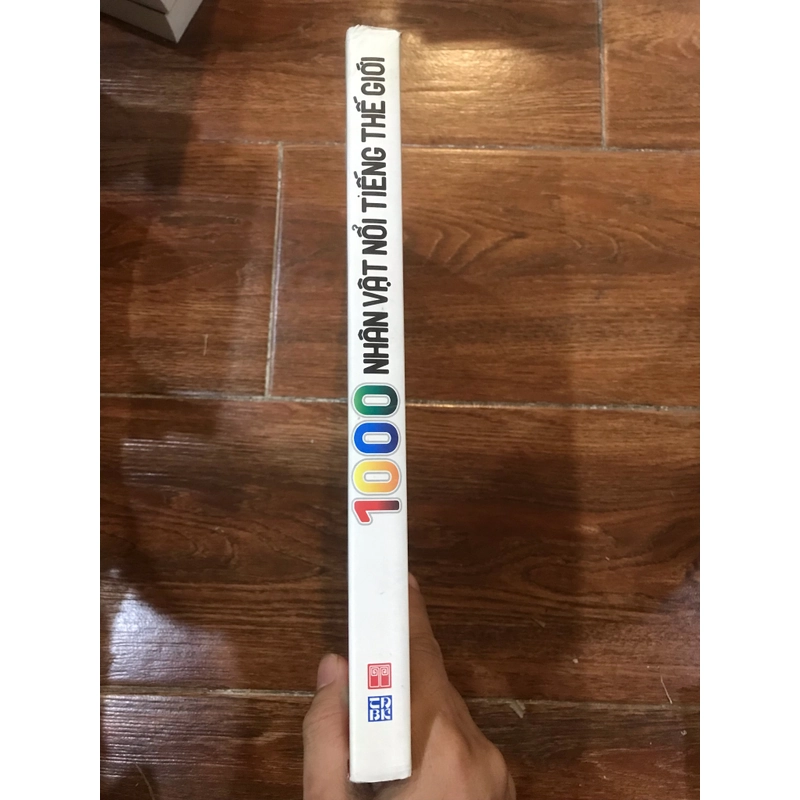 1000 NHÂN VẬT NỔI TIẾNG THẾ GIỚI